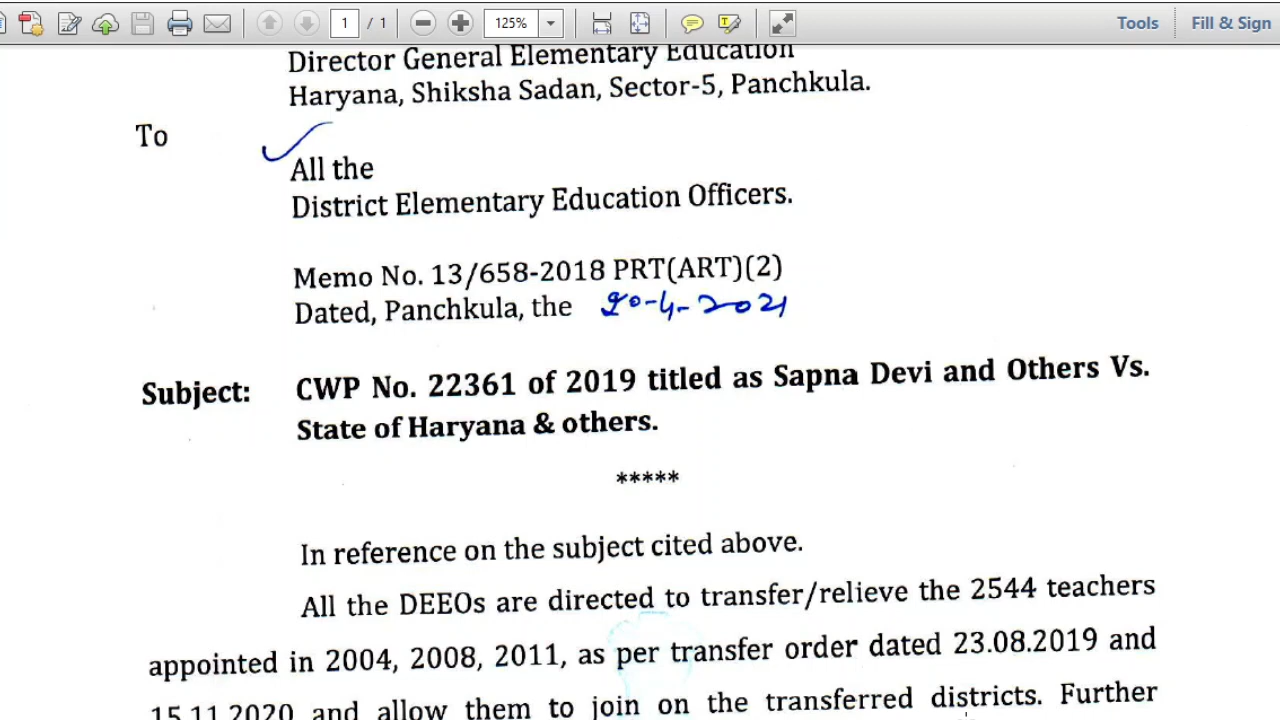 1 / 1
125%
Tools
Fill & Sign
Director General Elementary Education
Haryana, Shiksha Sadan, Sector-5, Panchkula.
To
All the
District Elementary Education Officers.
Memo No. 13/658-2018 PRT(ART)(2)
Dated, Panchkula, the 20-4-2021
Subject: CWP No. 22361 of 2019 titled as Sapna Devi and Others Vs.
State of Haryana & others.
*****
In reference on the subject cited above.
All the DEEOs are directed to transfer/relieve the 2544 teachers
appointed in 2004, 2008, 2011, as per transfer order dated 23.08.2019 and
15.11.2020 and allow them to join on the transferred districts. Further